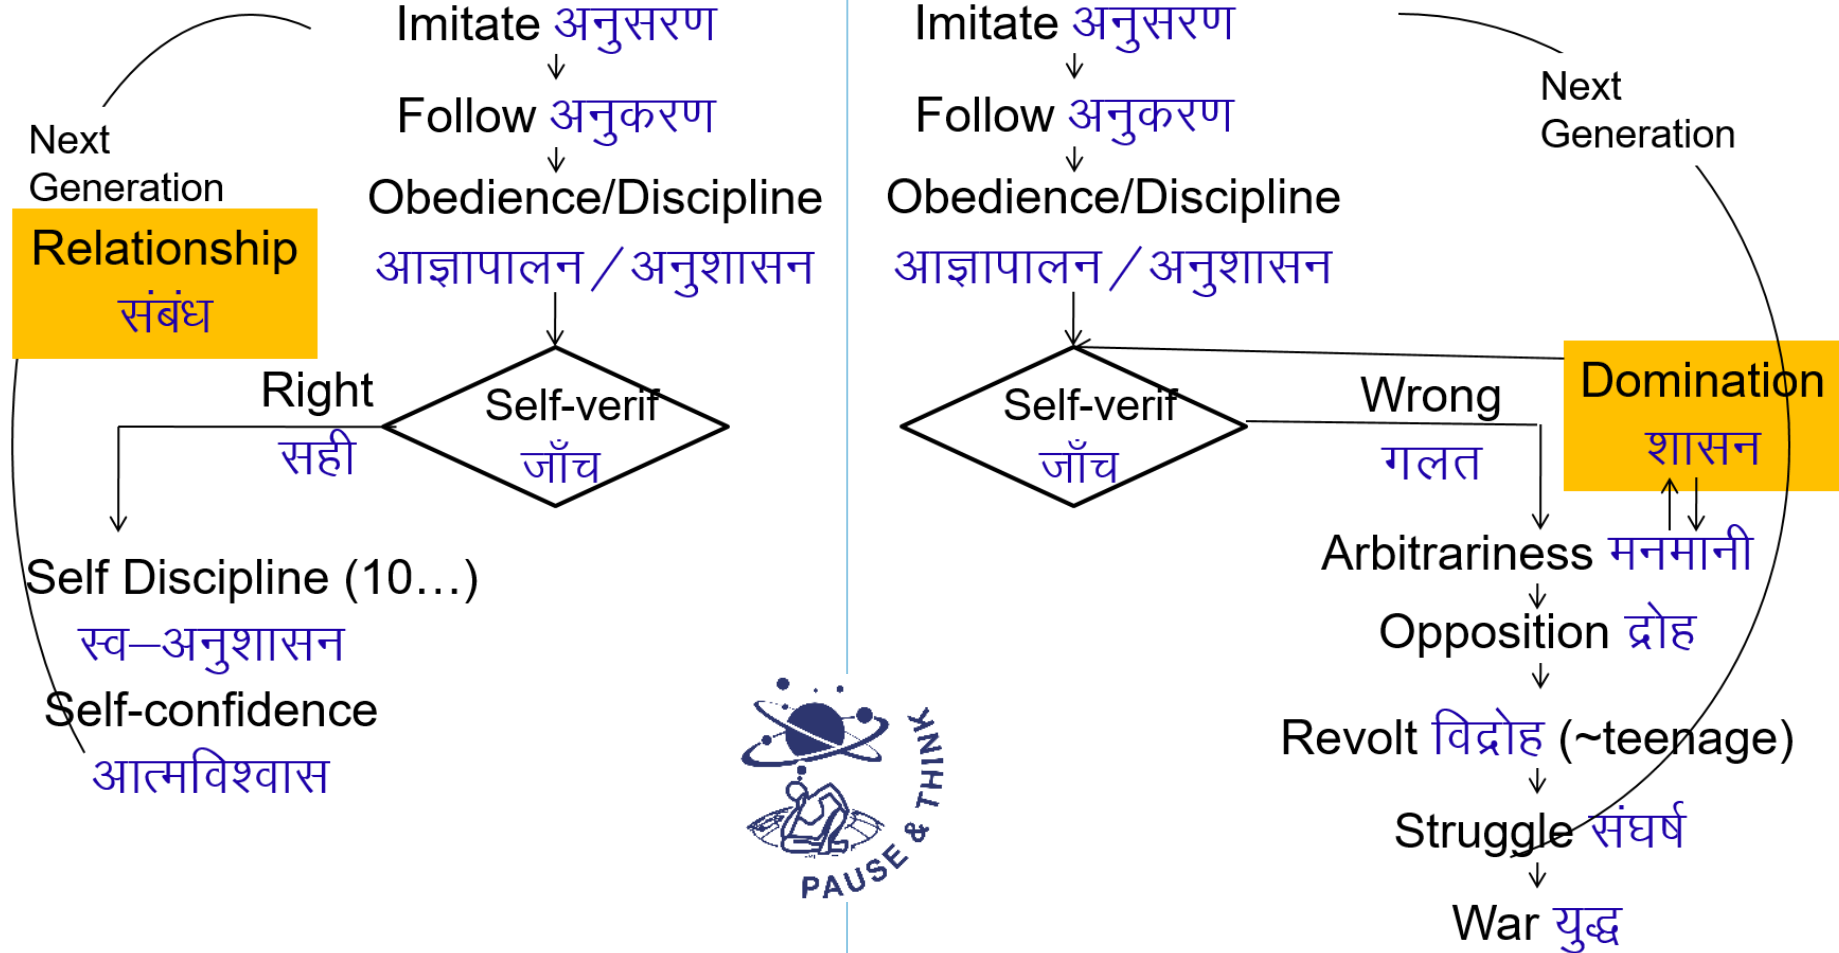 Imitate अनुसरण
Follow अनुकरण
Next
Generation
Obedience/Discipline
आज्ञापालन / अनुशासन
Relationship
संबंध
Right
सही
Self-verif
जाँच
Self Discipline (10...)
स्व–अनुशासन
Self-confidence
आत्मविश्वास
Imitate अनुसरण
Follow अनुकरण
Next
Generation
Obedience/Discipline
आज्ञापालन / अनुशासन
Self-verif
जाँच
Wrong
गलत
Domination
शासन
Arbitrariness मनमानी
Opposition द्रोह
Revolt विद्रोह (~teenage)
Struggle संघर्ष
War युद्ध
PAUSE & THINK